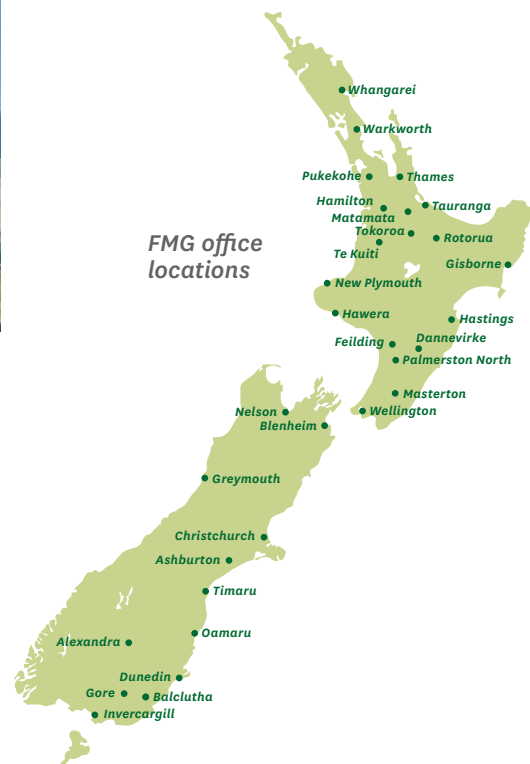 Whangarei
Warkworth
Pukekohe
Thames
Hamilton
Tauranga
Matamata
Tokoroa
Rotorua
FMG office
locations
Te Kuiti
Gisborne
New Plymouth
Hawera
Hastings
Feilding
Dannevirke
Palmerston North
Masterton
Nelson
Wellington
Blenheim
Greymouth
Christchurch
Ashburton
Timaru
Oamaru
Alexandra
Dunedin
Gore
Balclutha
Invercargill